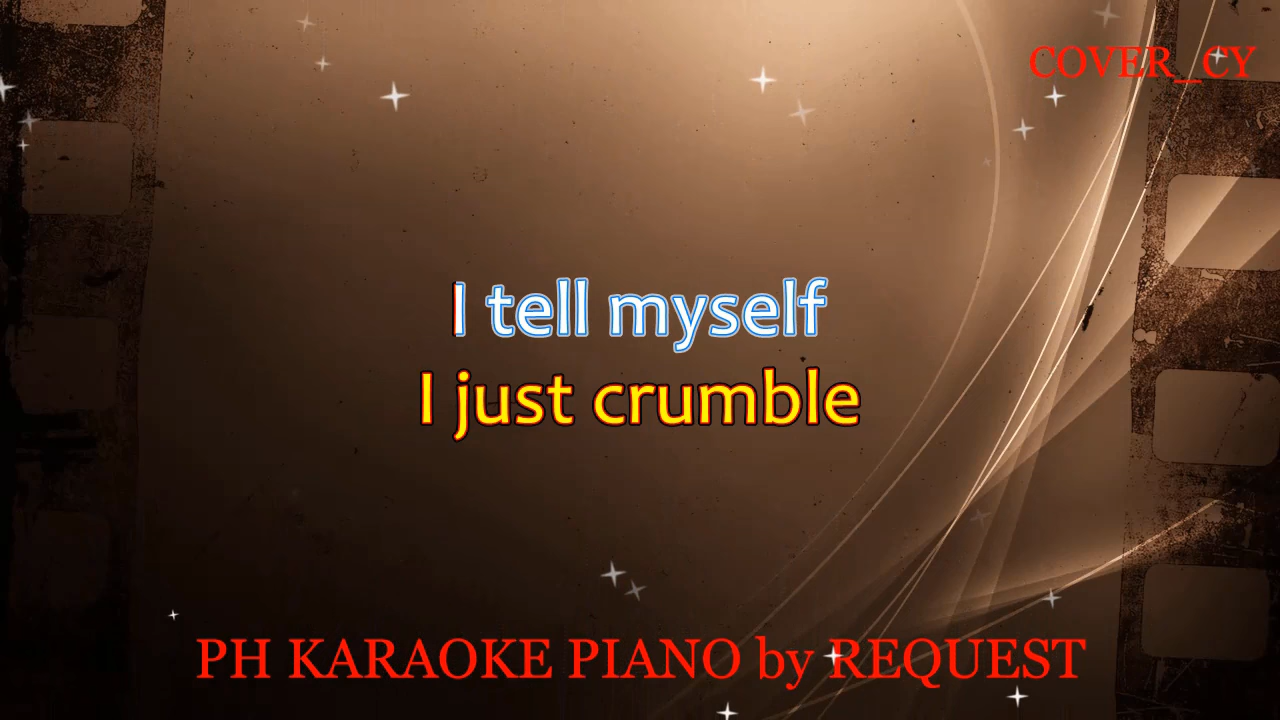 COVER_CY
I tell myself
I just crumble
PH KARAOKE PIANO by REQUEST